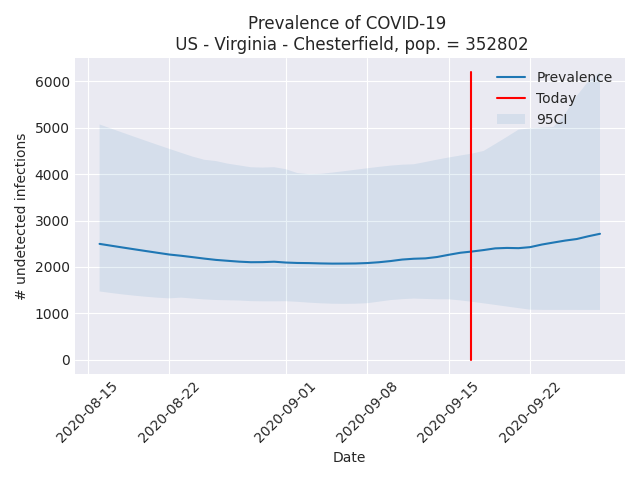 Prevalence of COVID-19
US - Virginia - Chesterfield, pop. = 352802
Prevalence
Today
95CI
6000
5000
4000
3000
2000
1000
0
# undetected infections
2020-08-15
2020-08-22
2020-09-01
2020-09-08
2020-09-15
2020-09-22
Date